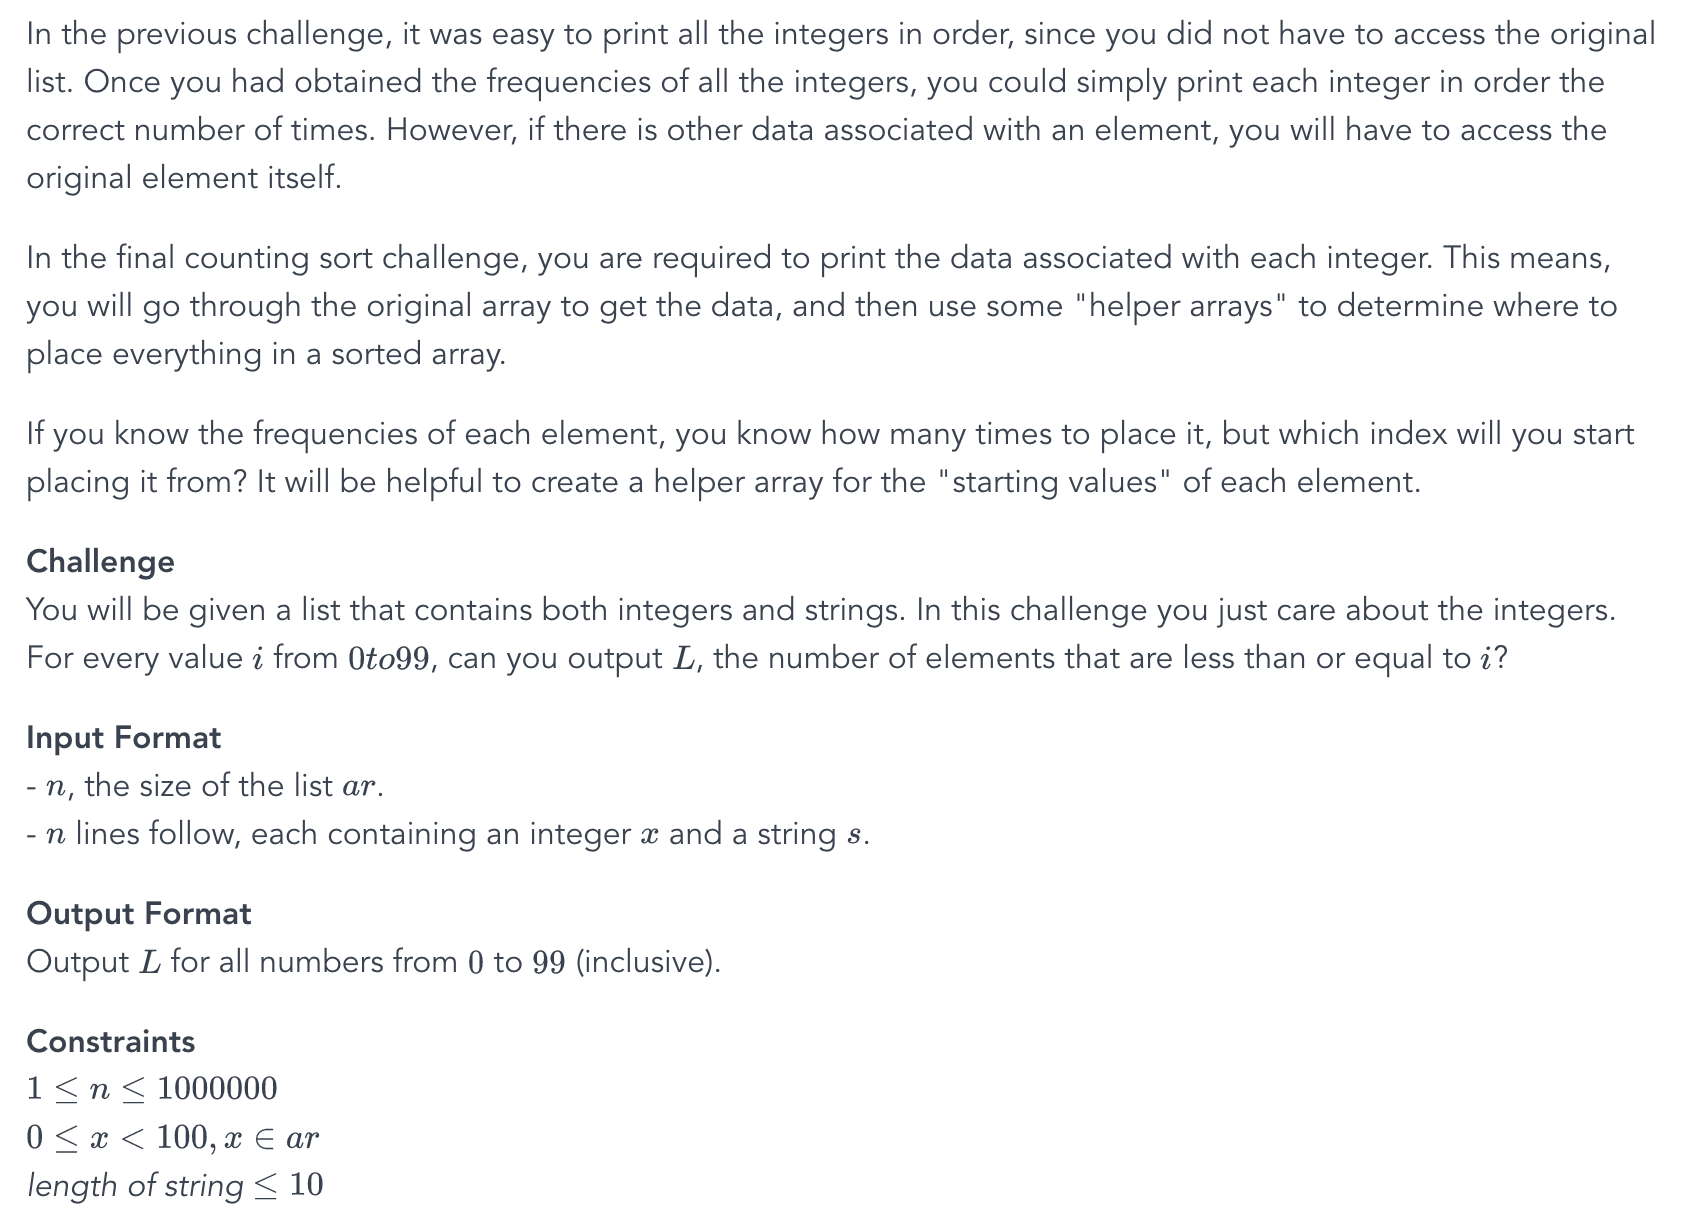 In the previous challenge, it was easy to print all the integers in order, since you did not have to access the original
list. Once you had obtained the frequencies of all the integers, you could simply print each integer in order the
correct number of times. However, if there is other data associated with an element, you will have to access the
original element itself.
In the final counting sort challenge, you are required to print the data associated with each integer. This means,
you will go through the original array to get the data, and then use some "helper arrays" to determine where to
place everything in a sorted array.
If you know the frequencies of each element, you know how many times to place it, but which index will you start
placing it from? It will be helpful to create a helper array for the "starting values" of each element.
Challenge
You will be given a list that contains both integers and strings. In this challenge you just care about the integers.
For every value i from 0to99, can you output L, the number of elements that are less than or equal to i?
Input Format
- n, the size of the list ar.
- n lines follow, each containing an integer x and a string s.
Output Format
Output L for all numbers from 0 to 99 (inclusive).
Constraints
1 ≤ n ≤ 1000000
0 ≤ x < 100, x ∈ ar
length of string ≤ 10